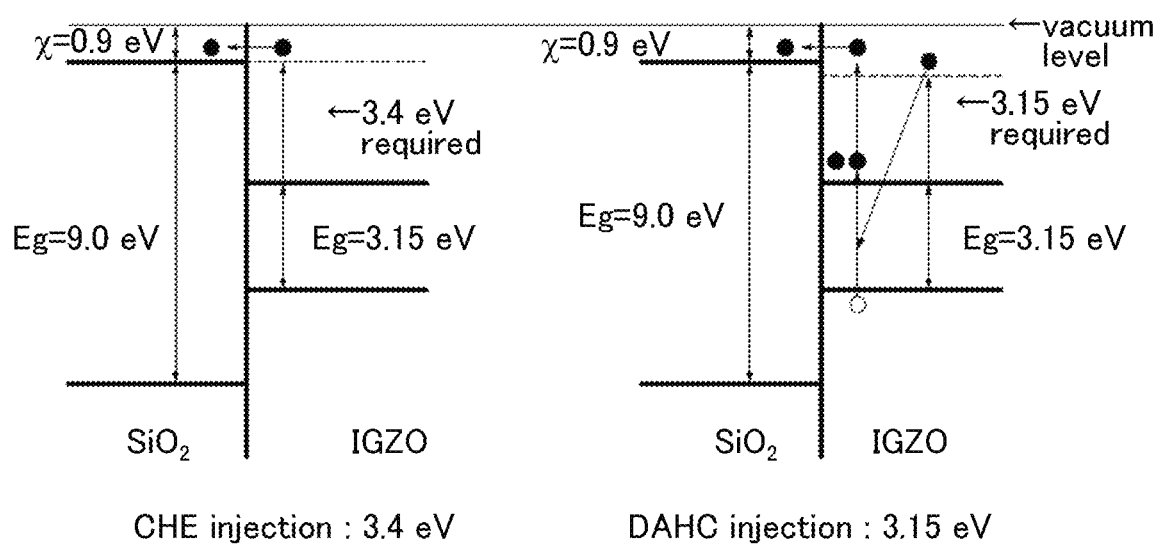 χ=0.9 eV
←3.4 eV
required
Eg=9.0 eV
Eg=3.15 eV
SiO₂
IGZO
CHE injection : 3.4 eV
←vacuum
level
χ=0.9 eV
←3.15 eV
required
Eg=9.0 eV
Eg=3.15 eV
SiO₂
IGZO
DAHC injection : 3.15 eV